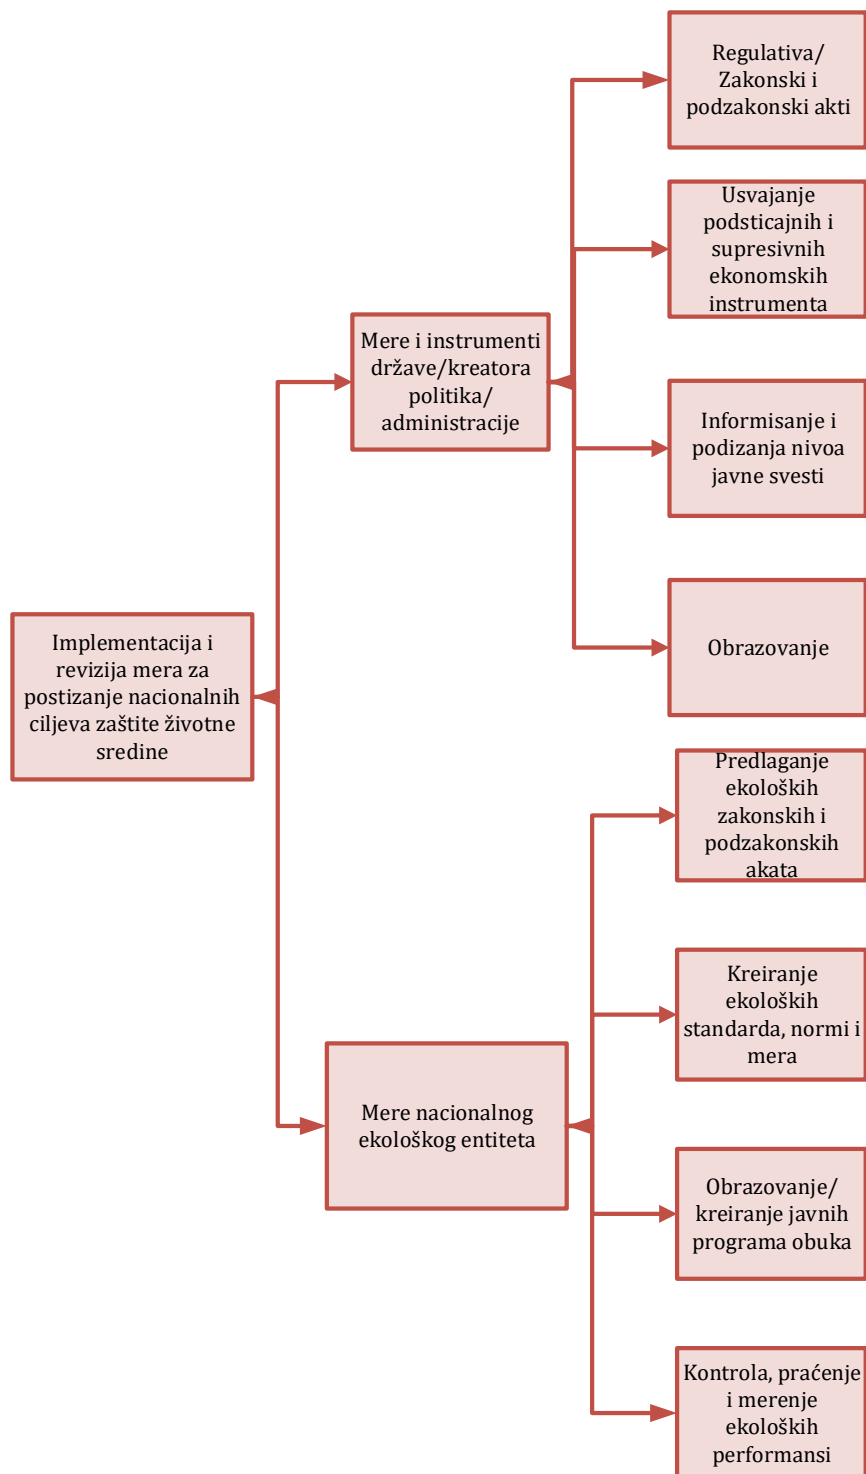 Regulativa/
Zakonski i
podzakonski akti
Usvajanje
podsticajnih i
supresivnih
ekonomskih
instrumenta
Mere i instrumenti
države/kreatora
politika/
administracije
Informisanje i
podizanja nivoa
javne svesti
Obrazovanje
Implementacija i
revizija mera za
postizanje nacionalnih
ciljeva zaštite životne
sredine
Predlaganje
ekoloških
zakonskih i
podzakonskih
akata
Kreiranje
ekoloških
standarda, normi i
mera
Mere nacionalnog
ekološkog entiteta
Obrazovanje/
kreiranje javnih
programa obuka
Kontrola, praćenje
i merenje
ekoloških
performansi